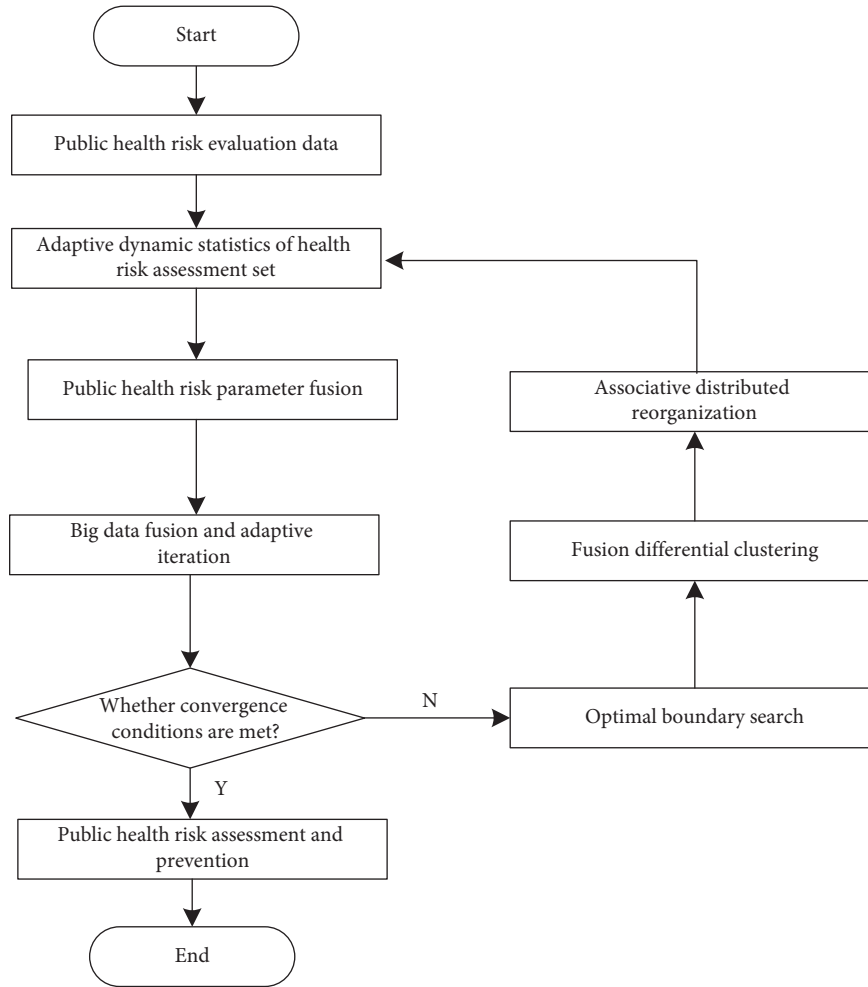 Start
Public health risk evaluation data
Adaptive dynamic statistics of health
risk assessment set
Public health risk parameter fusion
Associative distributed
reorganization
Big data fusion and adaptive
iteration
Fusion differential clustering
Whether convergence
conditions are met?
N
Optimal boundary search
Y
Public health risk assessment and
prevention
End